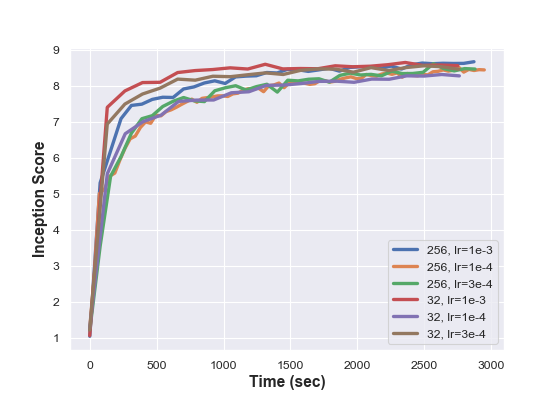 9
8
7
6
5
4
3
2
1
Inception Score
256, lr=1e-3
256, lr=1e-4
256, lr=3e-4
32, lr=1e-3
32, lr=1e-4
32, lr=3e-4
0 500 1000 1500 2000 2500 3000
Time (sec)